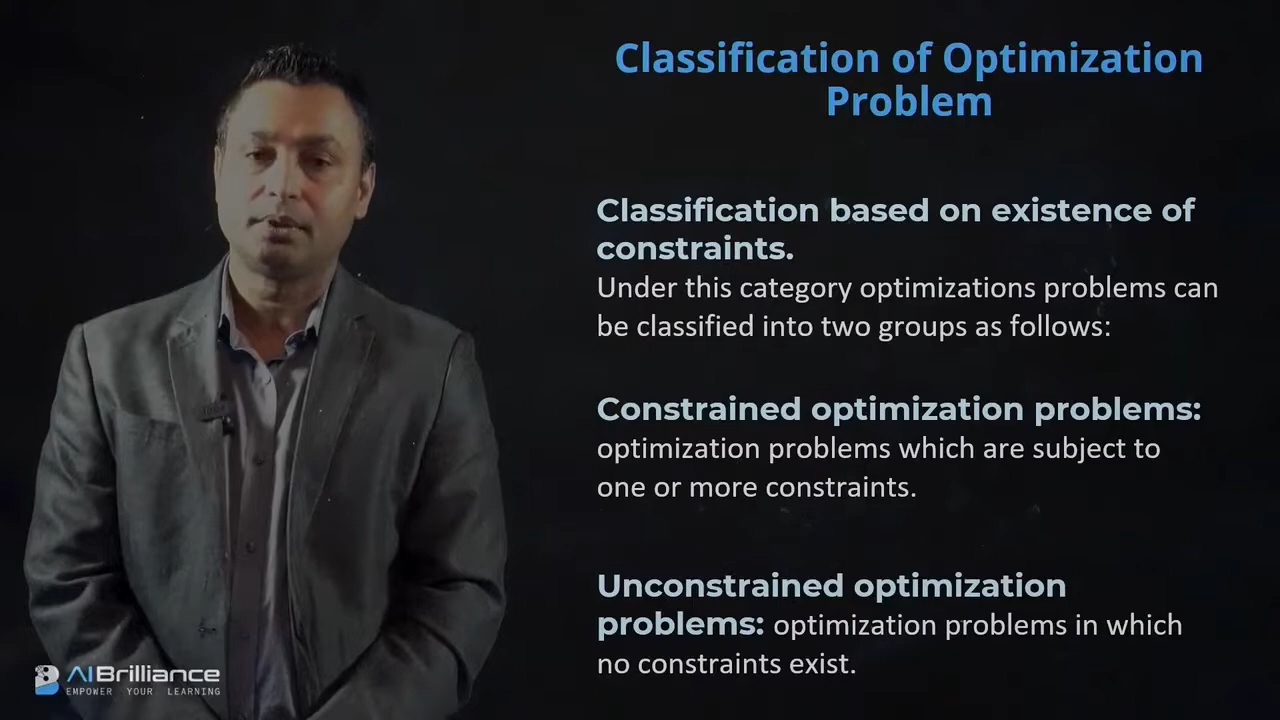 Classification of Optimization
Problem
Classification based on existence of
constraints.
Under this category optimizations problems can
be classified into two groups as follows:
Constrained optimization problems:
optimization problems which are subject to
one or more constraints.
Unconstrained optimization
problems: optimization problems in which
no constraints exist.
AIBrilliance
EMPOWER YOUR LEARNING